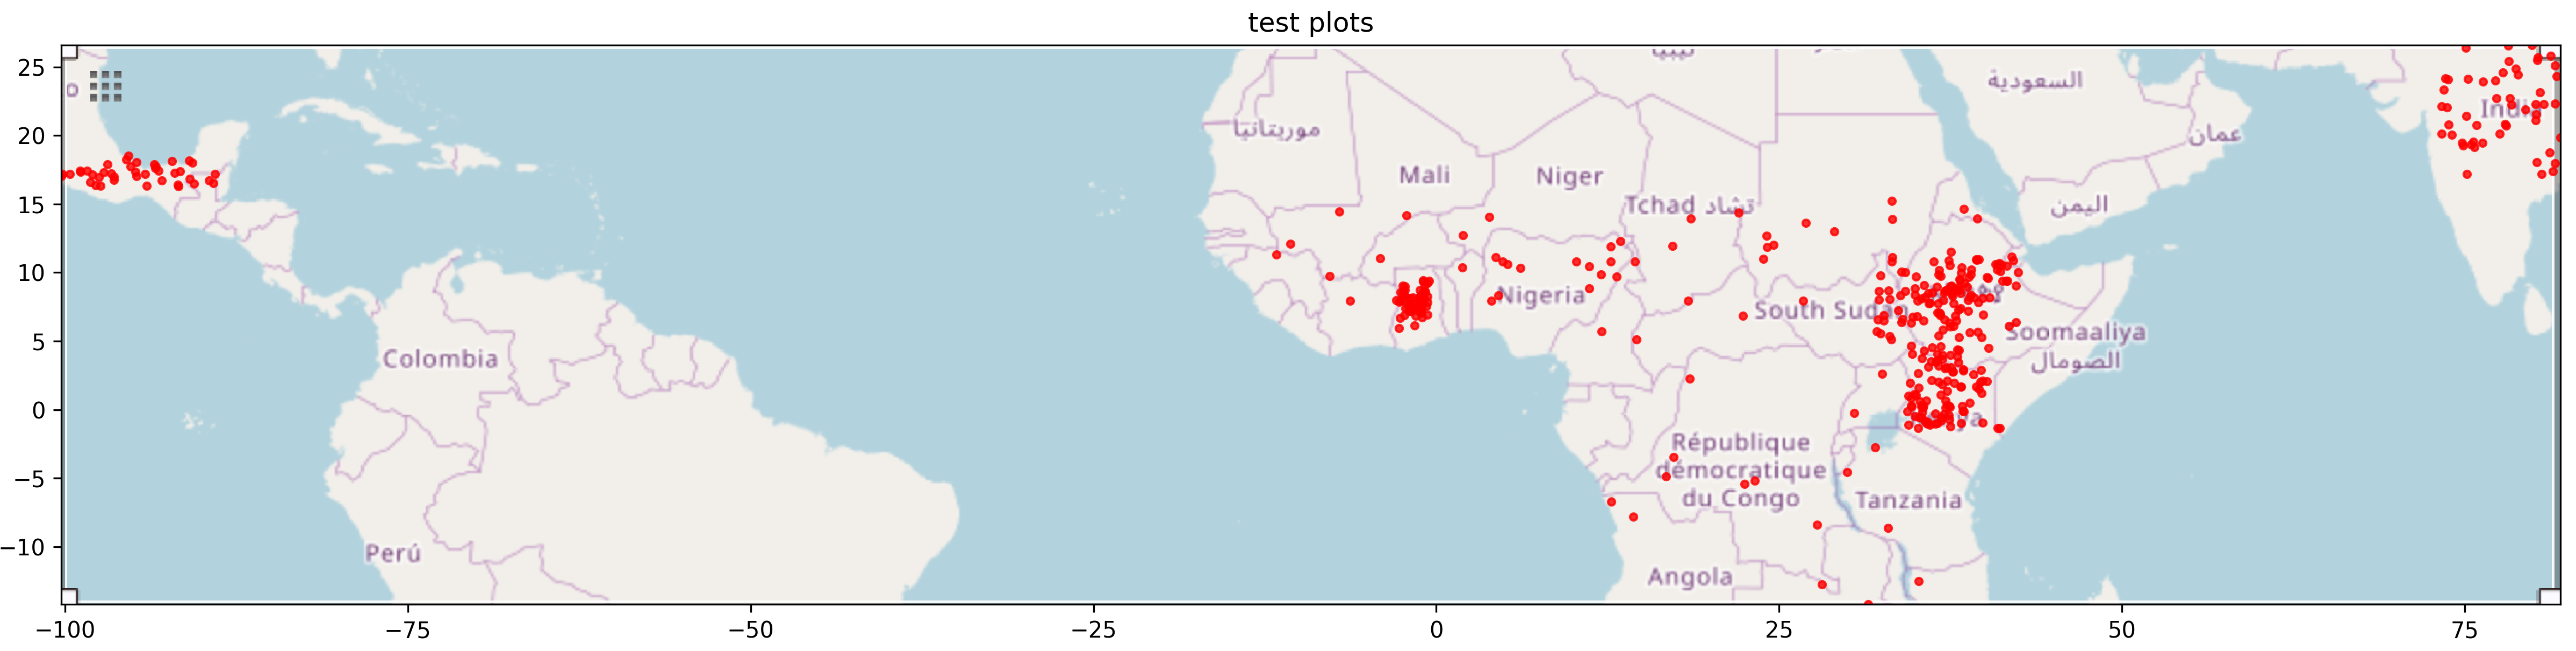 test plots
25
20
15
10
5
0
−5
−10
o
السعودية
India
موريتانيا
عمان
Mali
Niger
Tchad تشاد
اليمن
Nigeria
South Sudan
Soomaaliya
الصومال
Colombia
République
démocratique
du Congo
Tanzania
Perú
Angola
−100
−75
−50
−25
0
25
50
75